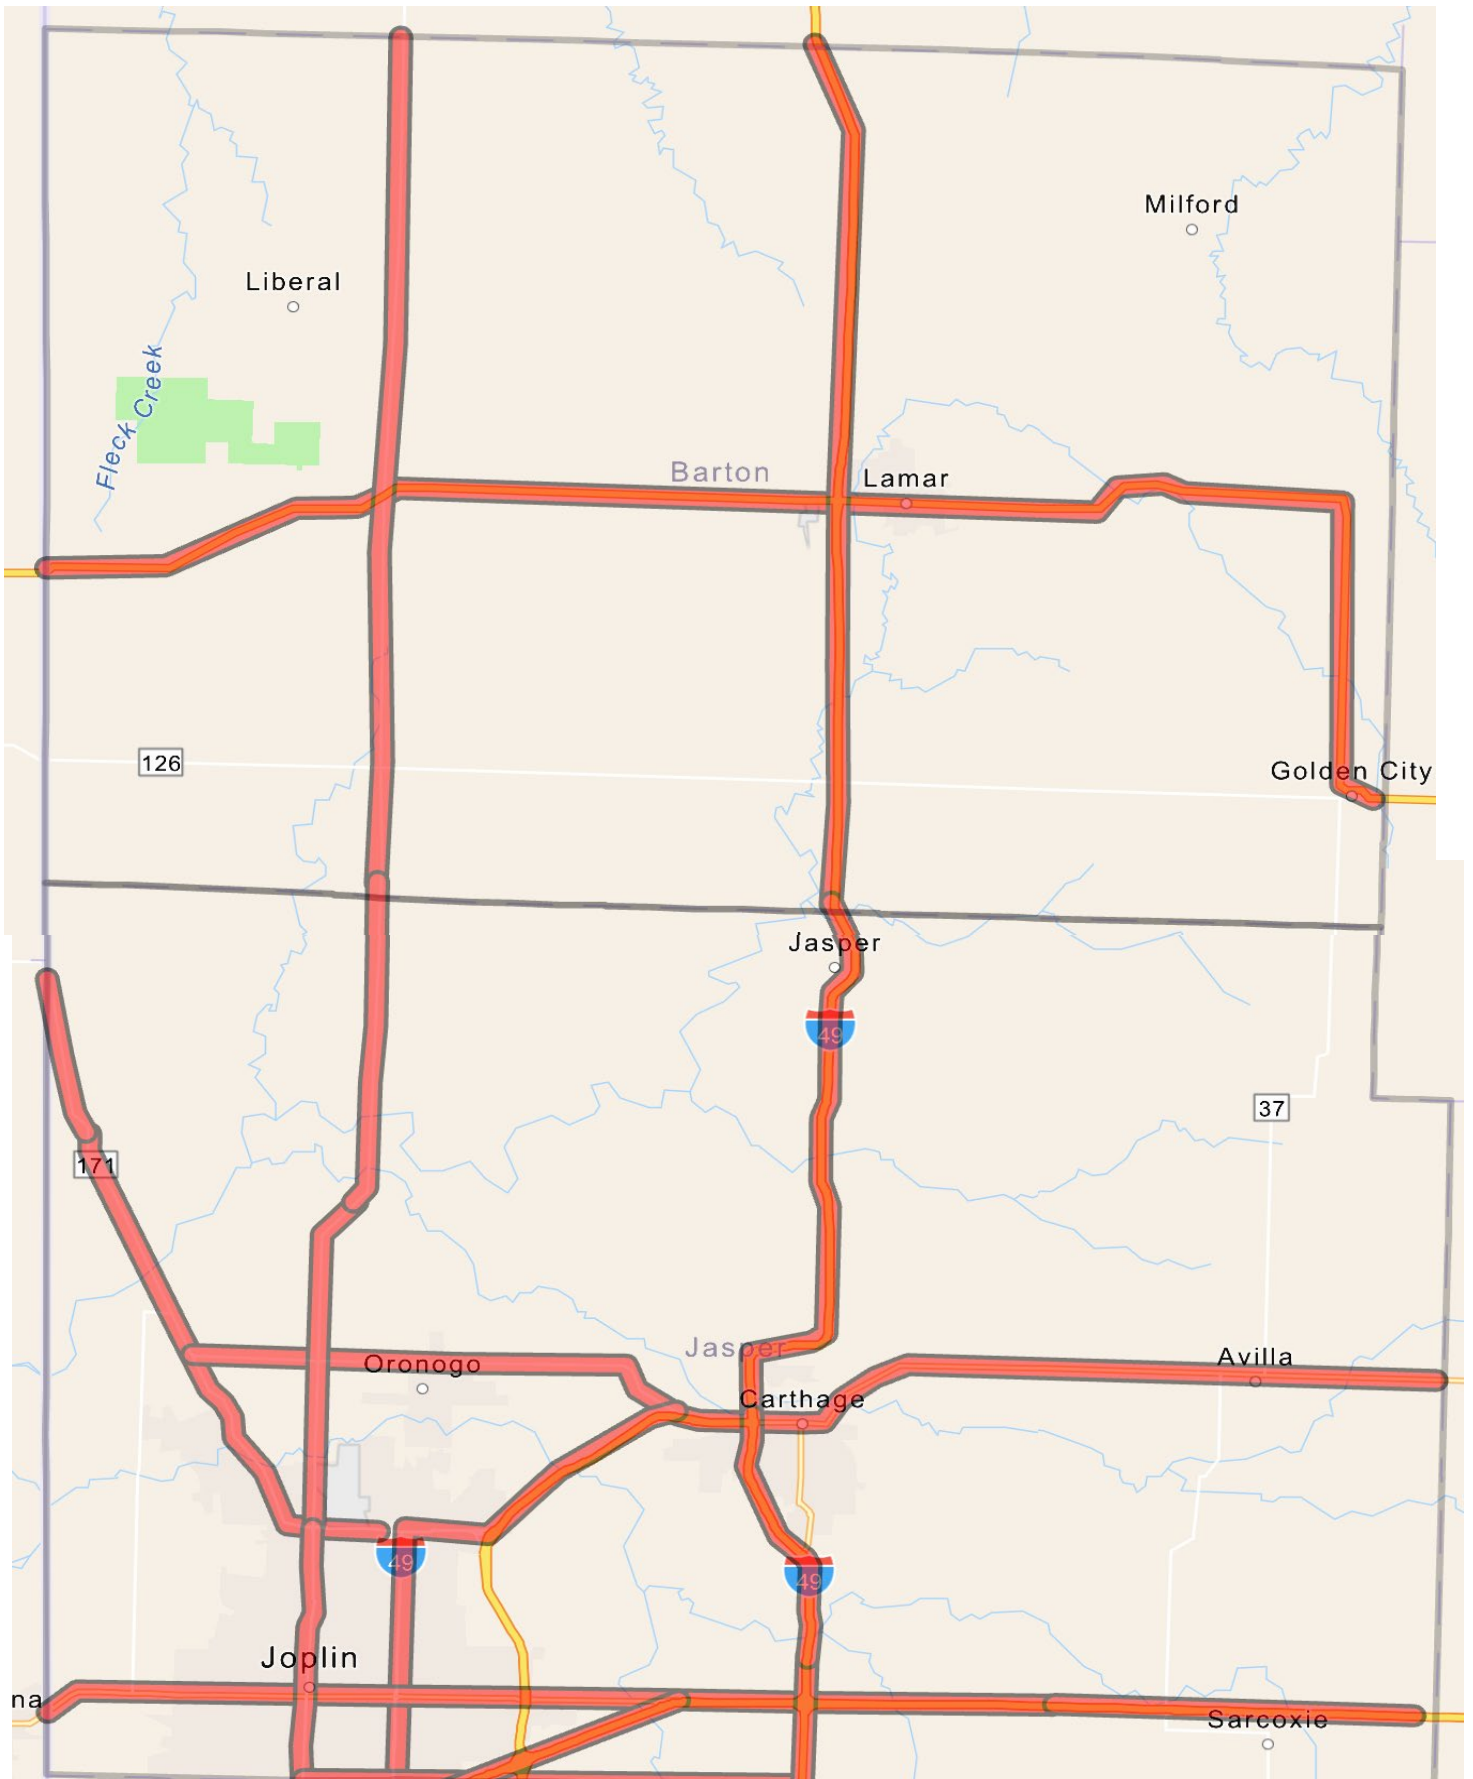 Milford
Liberal
Fleck Creek
Barton
Lamar
126
Golden City
Jasper
49
37
171
Jasper
Oronogo
Avilla
Carthage
49
49
Joplin
na
Sarcoxie